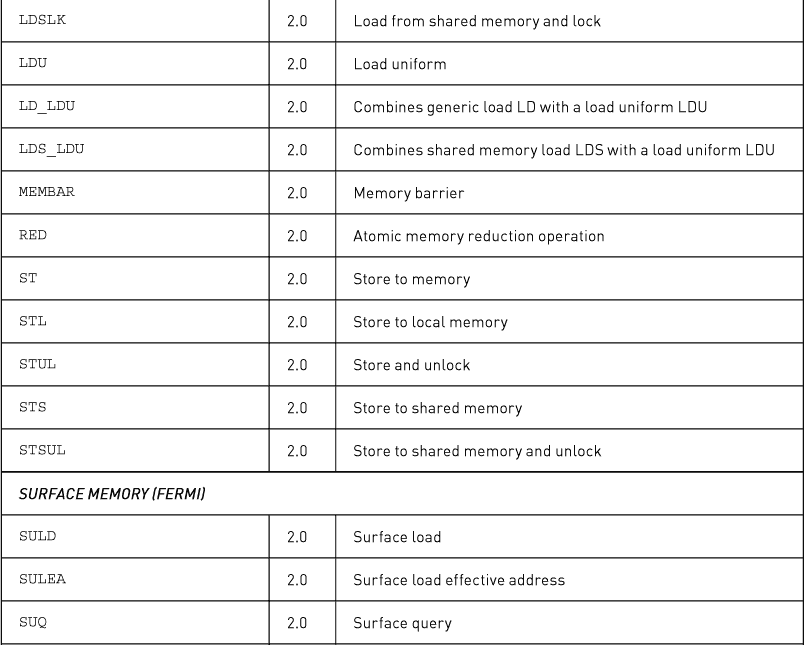 LDSLK 2.0 Load from shared memory and lock
LDU 2.0 Load uniform
LD_LDU 2.0 Combines generic load LD with a load uniform LDU
LDS_LDU 2.0 Combines shared memory load LDS with a load uniform LDU
MEMBAR 2.0 Memory barrier
RED 2.0 Atomic memory reduction operation
ST 2.0 Store to memory
STL 2.0 Store to local memory
STUL 2.0 Store and unlock
STS 2.0 Store to shared memory
STSUL 2.0 Store to shared memory and unlock
SURFACE MEMORY (FERMI)
SULD 2.0 Surface load
SULEA 2.0 Surface load effective address
SUQ 2.0 Surface query